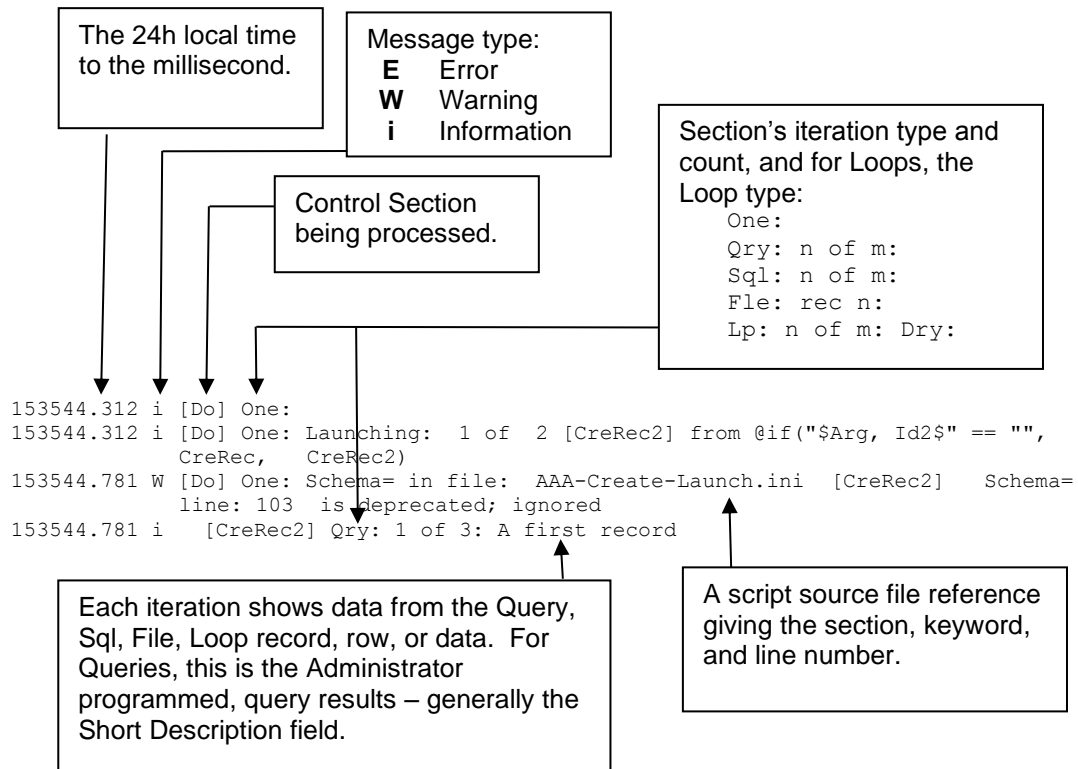 The 24h local time
to the millisecond.
Message type:
E Error
W Warning
i Information
Section's iteration type and
count, and for Loops, the
Loop type:
One:
Qry: n of m:
Sql: n of m:
Fle: rec n:
Lp: n of m: Dry:
Control Section
being processed.
153544.312 i [Do] One:
153544.312 i [Do] One: Launching: 1 of 2 [CreRec2] from @if("$Arg, Id2$" == "",
CreRec, CreRec2)
153544.781 W [Do] One: Schema= in file: AAA-Create-Launch.ini [CreRec2] Schema=
line: 103 is deprecated; ignored
153544.781 i [CreRec2] Qry: 1 of 3: A first record
Each iteration shows data from the Query,
Sql, File, Loop record, row, or data. For
Queries, this is the Administrator
programmed, query results – generally the
Short Description field.
A script source file reference
giving the section, keyword,
and line number.